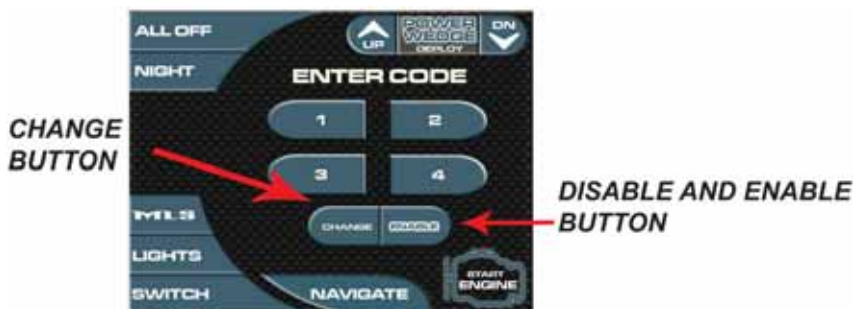 ALL OFF
UP
POWER
WEDGE
DEPLOY
DN
NIGHT
ENTER CODE
CHANGE
BUTTON
1
2
3
4
DISABLE AND ENABLE
BUTTON
CHANGE
ENABLE
LIGHTS
SWITCH
NAVIGATE
START
ENGINE